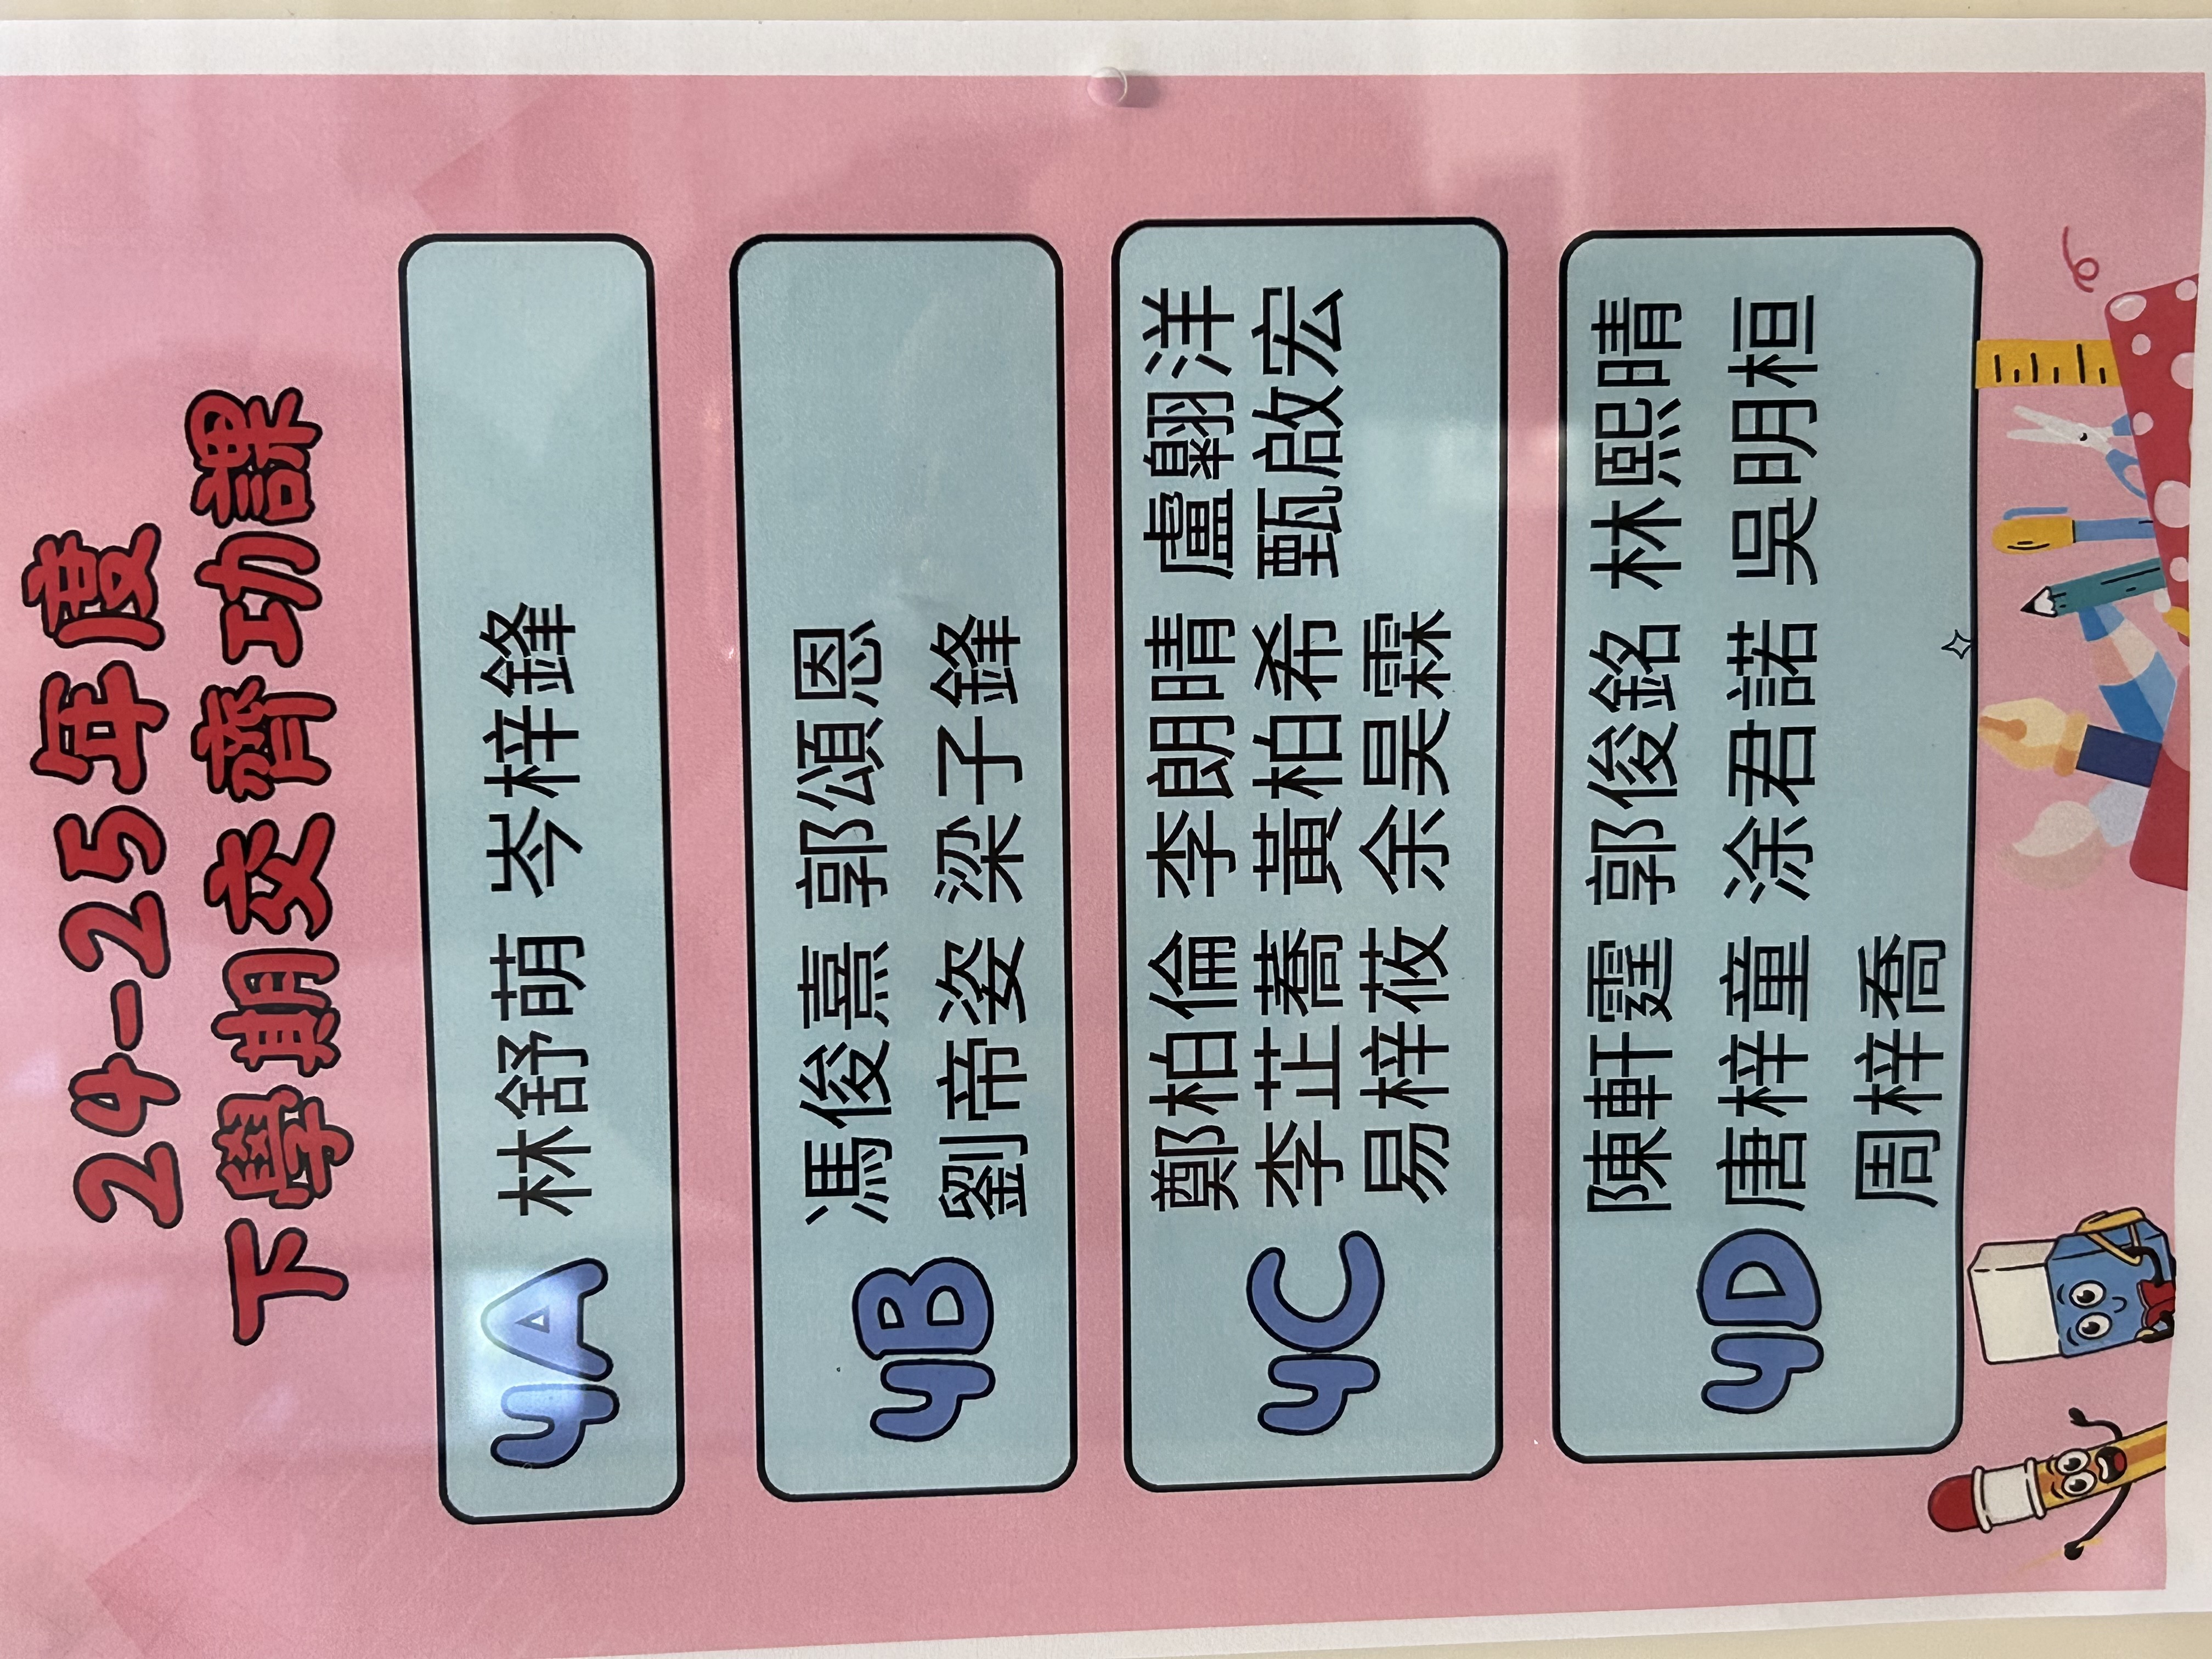 24-25年度
下學期交齊功課
4A
林舒萌 岑梓鋒
4B
馮俊熹 郭頌恩
劉帝姿 梁子鋒
4C
鄭柏倫 李朗晴 盧翺洋
李芷蕎 黃柏希 甄啟宏
易梓莜 余昊霖
4D
陳軒霆 郭俊銘 林熙晴
唐梓童 涂君諾 吳明桓
周梓喬